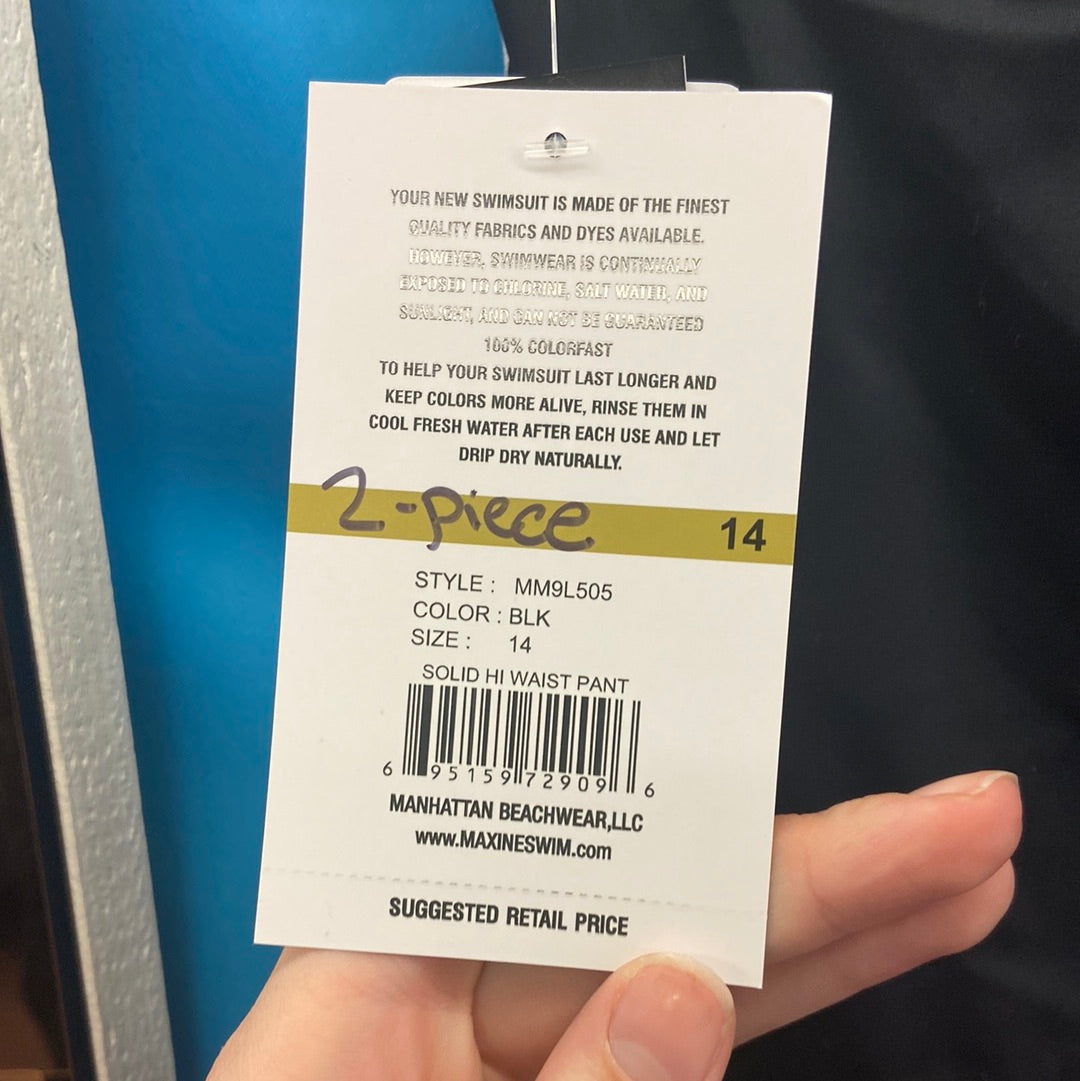 YOUR NEW SWIMSUIT IS MADE OF THE FINEST
QUALITY FABRICS AND DYES AVAILABLE.
HOWEVER, SWIMWEAR IS CONTINUALLY
EXPOSED TO CHLORINE, SALT WATER, AND
SUNLIGHT, AND CAN NOT BE GUARANTEED
100% COLORFAST
TO HELP YOUR SWIMSUIT LAST LONGER AND
KEEP COLORS MORE ALIVE, RINSE THEM IN
COOL FRESH WATER AFTER EACH USE AND LET
DRIP DRY NATURALLY.
2-piece 14
STYLE : MM9L505
COLOR : BLK
SIZE : 14
SOLID HI WAIST PANT
6 95159 72909 6
MANHATTAN BEACHWEAR,LLC
www.MAXINESWIM.com
SUGGESTED RETAIL PRICE